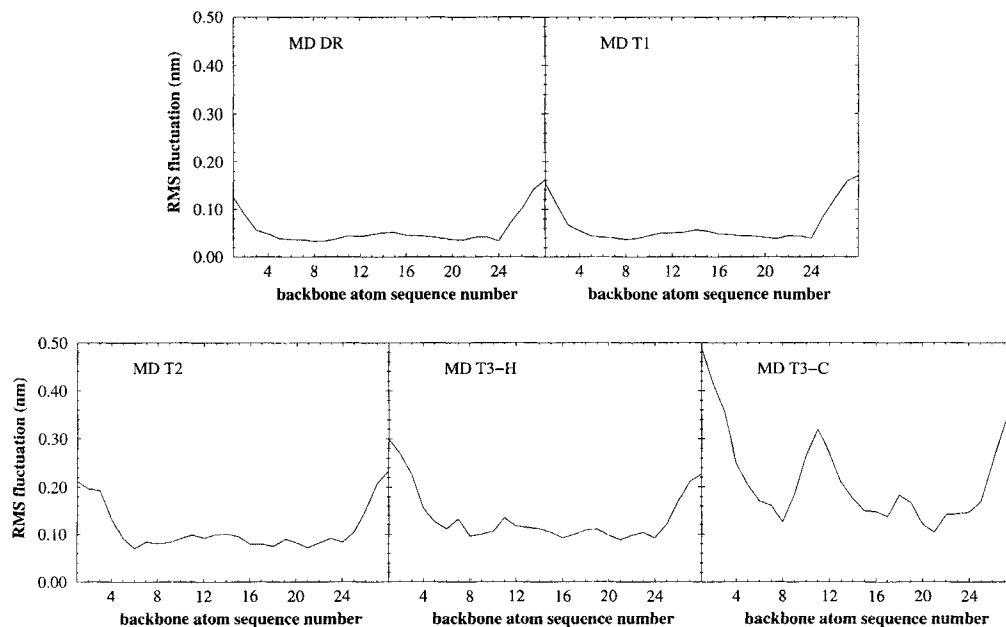 0.50
MD DR
MD T1
0.40
0.30
0.20
0.10
0.00
RMS fluctuation (nm)
4 8 12 16 20 24
4 8 12 16 20 24
backbone atom sequence number
backbone atom sequence number
0.50
MD T2
MD T3-H
MD T3-C
0.40
0.30
0.20
0.10
0.00
RMS fluctuation (nm)
4 8 12 16 20 24
4 8 12 16 20 24
4 8 12 16 20 24
backbone atom sequence number
backbone atom sequence number
backbone atom sequence number